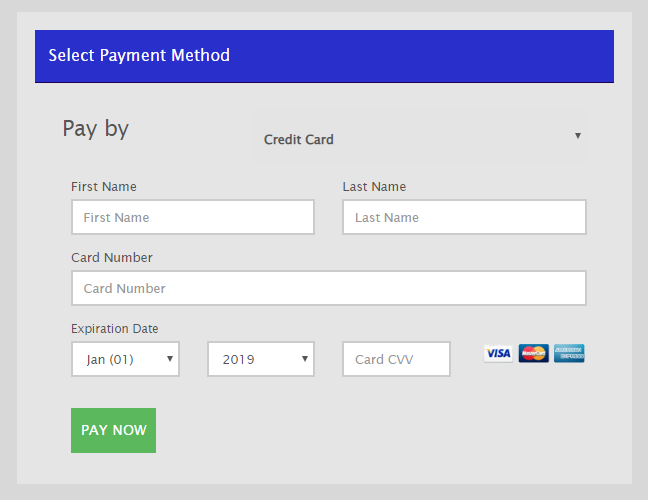 Select Payment Method
Pay by
Credit Card
First Name Last Name
First Name Last Name
Card Number
Card Number
Expiration Date
Jan (01) 2019 Card CVV VISA MasterCard AMERICAN EXPRESS
PAY NOW